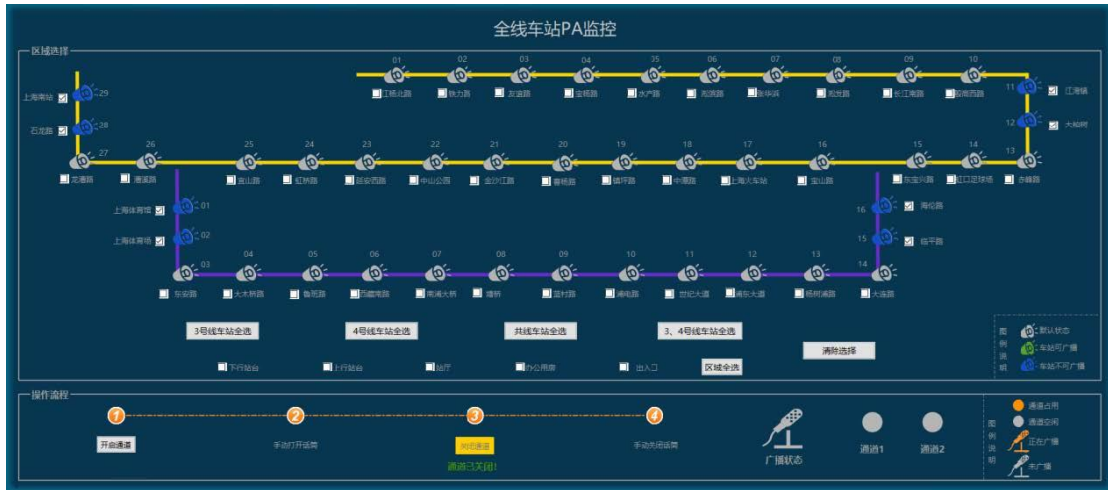 全线车站PA监控
区域选择
01 02 03 04 35 06 07 08 09 10
江杨北路 铁力路 友谊路 宝杨路 水产路 淞滨路 张华浜 淞发路 长江南路 殷高西路
上海南站 29
11 江湾镇
石龙路 28
12 大柏树
27 26 25 24 23 22 21 20 19 18 17 16 15 14 13
龙漕路 漕溪路 宜山路 虹桥路 延安西路 中山公园 金沙江路 曹杨路 镇坪路 中潭路 上海火车站 宝山路 东宝兴路 虹口足球场 赤峰路
上海体育馆 01
16 海伦路
上海体育场 02
15 临平路
03 04 05 06 07 08 09 10 11 12 13 14
东安路 大木桥路 鲁班路 西藏南路 南浦大桥 塘桥 蓝村路 浦电路 世纪大道 浦东大道 杨树浦路 大连路
3号线车站全选 4号线车站全选 共线车站全选 3、4号线车站全选
清除选择
下行站台 上行站台 站厅 办公用房 出入口 区域全选
图例说明
默认状态
车站可广播
车站不可广播
操作流程
1 2 3 4
开启通道 手动打开话筒 关闭通道 手动关闭话筒
通道已关闭!
广播状态 通道1 通道2
图例说明
通道占用
通道空闲
正在广播
未广播